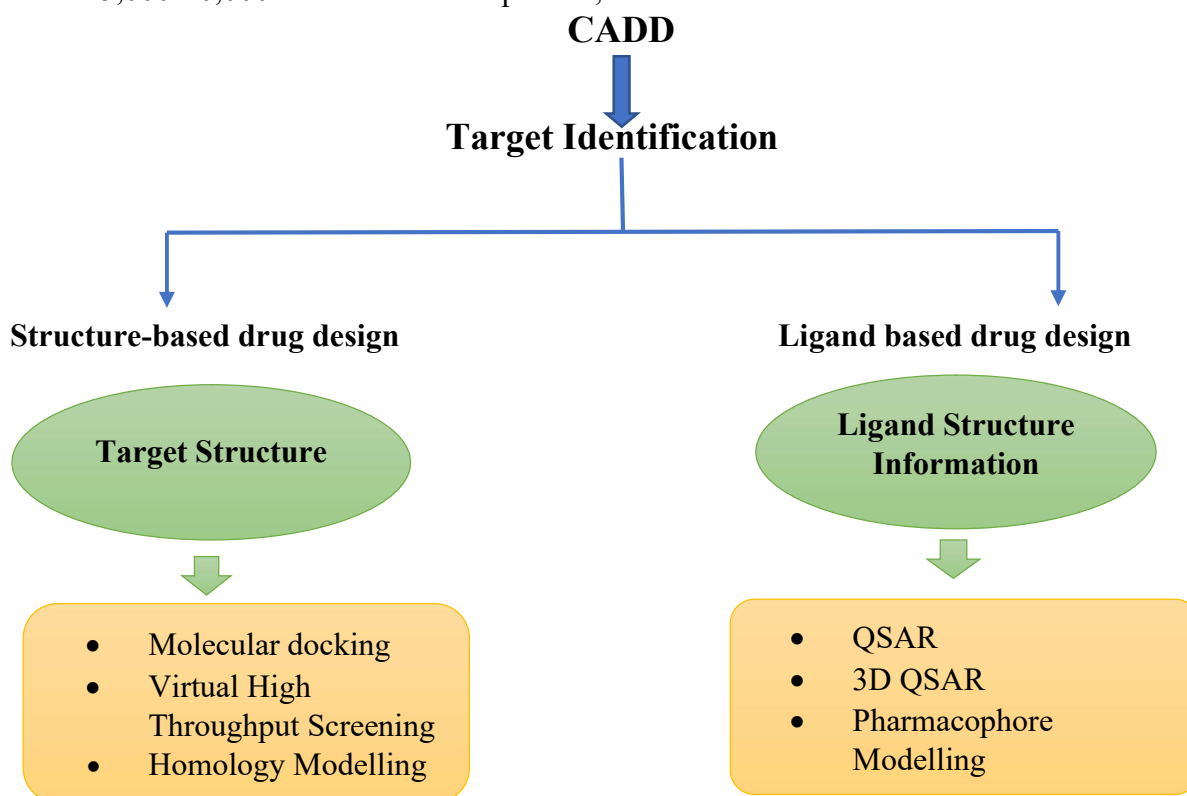 CADD
Target Identification
Structure-based drug design
Ligand based drug design
Target Structure
Ligand Structure
Information
• Molecular docking
• Virtual High
Throughput Screening
• Homology Modelling
• QSAR
• 3D QSAR
• Pharmacophore
Modelling